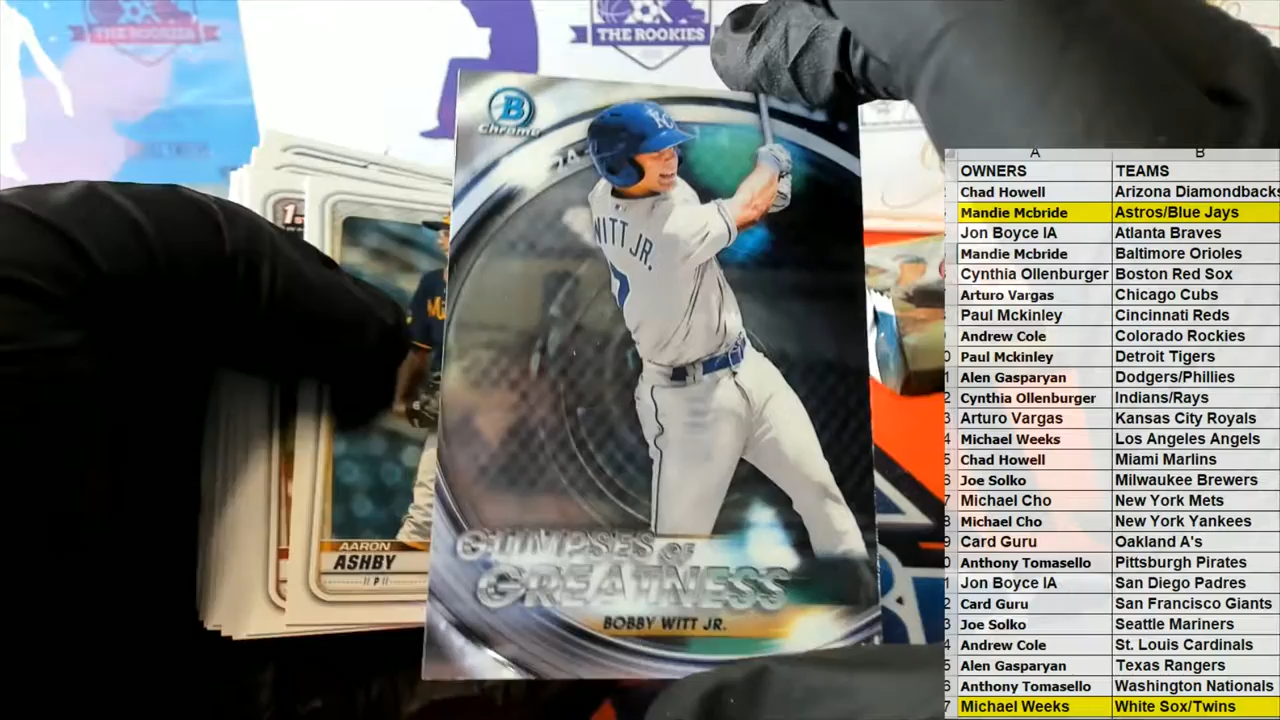 THE ROOKIES
THE ROOKIES
B
Chrome
KC
WITT JR.
7
GLIMPSES OF
GREATNESS
BOBBY WITT JR.
1st
AARON
ASHBY
P
A B
OWNERS TEAMS
Chad Howell Arizona Diamondbacks
Mandie Mcbride Astros/Blue Jays
Jon Boyce IA Atlanta Braves
Mandie Mcbride Baltimore Orioles
Cynthia Ollenburger Boston Red Sox
Arturo Vargas Chicago Cubs
Paul Mckinley Cincinnati Reds
Andrew Cole Colorado Rockies
Paul Mckinley Detroit Tigers
Alen Gasparyan Dodgers/Phillies
Cynthia Ollenburger Indians/Rays
Arturo Vargas Kansas City Royals
Michael Weeks Los Angeles Angels
Chad Howell Miami Marlins
Joe Solko Milwaukee Brewers
Michael Cho New York Mets
Michael Cho New York Yankees
Card Guru Oakland A's
Anthony Tomasello Pittsburgh Pirates
Jon Boyce IA San Diego Padres
Card Guru San Francisco Giants
Joe Solko Seattle Mariners
Andrew Cole St. Louis Cardinals
Alen Gasparyan Texas Rangers
Anthony Tomasello Washington Nationals
Michael Weeks White Sox/Twins